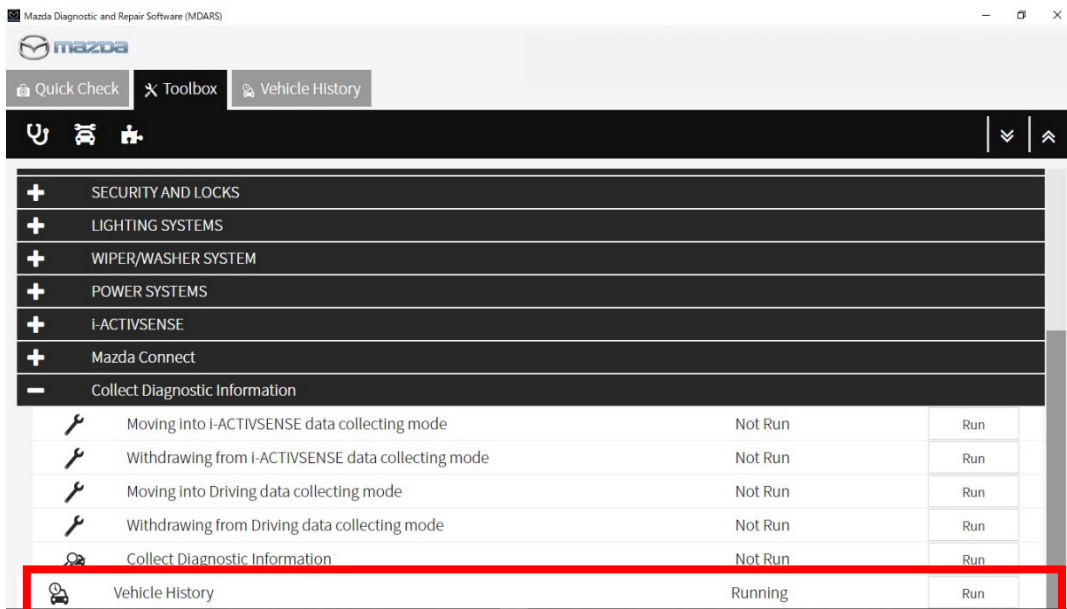 Mazda Diagnostic and Repair Software (MDARS)
mazda
Quick Check Toolbox Vehicle History
SECURITY AND LOCKS
LIGHTING SYSTEMS
WIPER/WASHER SYSTEM
POWER SYSTEMS
i-ACTIVSENSE
Mazda Connect
Collect Diagnostic Information
Moving into i-ACTIVSENSE data collecting mode Not Run Run
Withdrawing from i-ACTIVSENSE data collecting mode Not Run Run
Moving into Driving data collecting mode Not Run Run
Withdrawing from Driving data collecting mode Not Run Run
Collect Diagnostic Information Not Run Run
Vehicle History Running Run